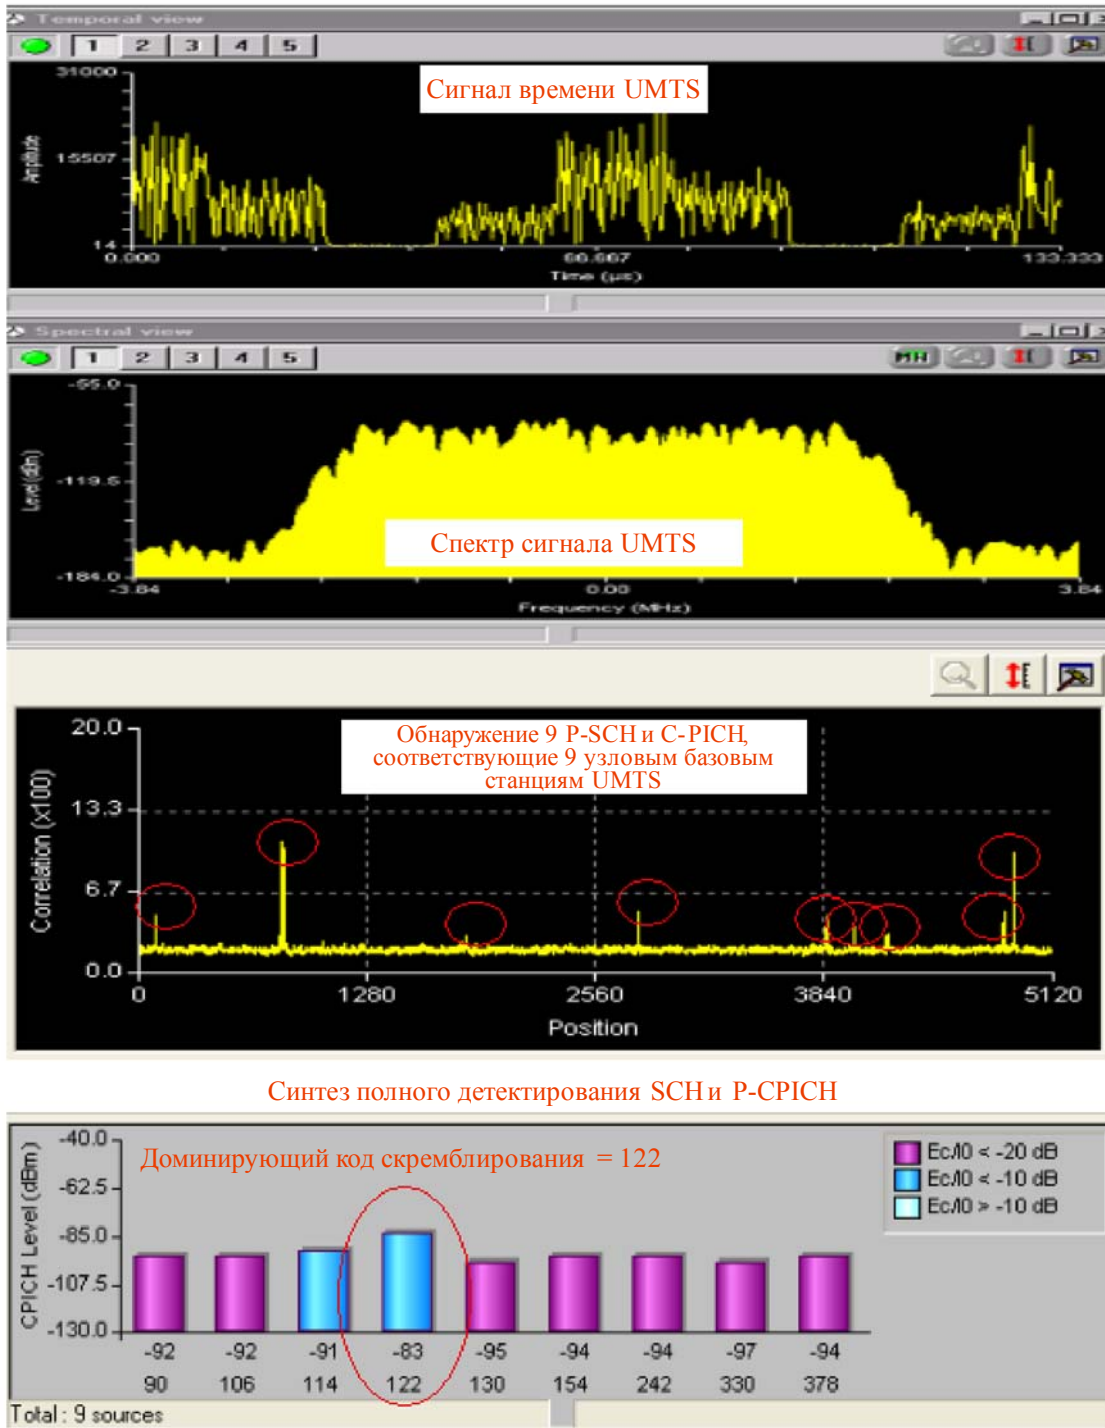 Temporal view
1 2 3 4 5
31000
Сигнал времени UMTS
Amplitude
15507
14
0.000 66.667 133.333
Time (µs)
Spectral view
1 2 3 4 5 MH
-55.0
Level (dBm)
-119.5
Спектр сигнала UMTS
-184.0
-3.84 0.00 3.84
Frequency (MHz)
20.0
Обнаружение 9 P-SCH и C-PICH,
соответствующие 9 узловым базовым
станциям UMTS
Correlation (x100)
13.3
6.7
0.0
0 1280 2560 3840 5120
Position
Синтез полного детектирования SCH и P-CPICH
CPICH Level (dBm)
-40.0
Доминирующий код скремблирования = 122
-62.5
-85.0
-107.5
-130.0
Ec/I0 < -20 dB
Ec/I0 < -10 dB
Ec/I0 > -10 dB
-92 -92 -91 -83 -95 -94 -94 -97 -94
90 106 114 122 130 154 242 330 378
Total : 9 sources